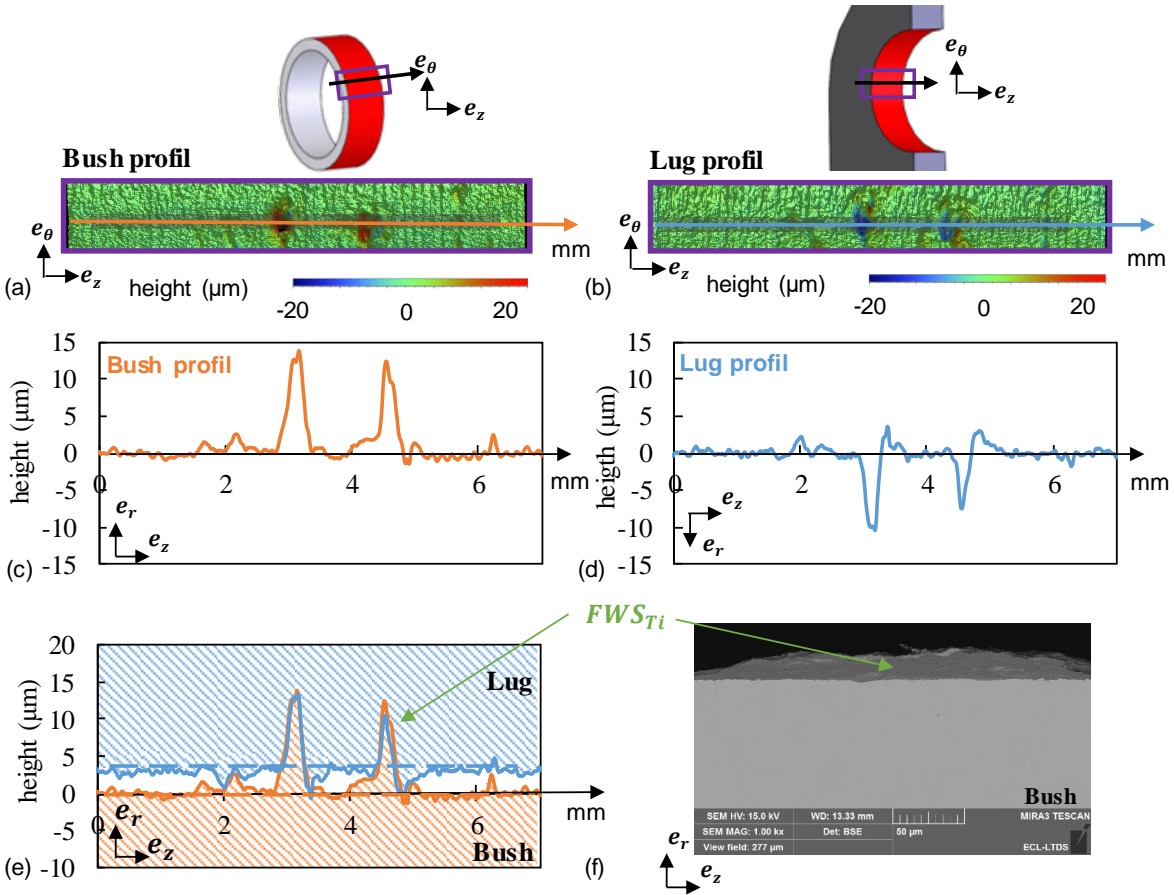 e_θ
e_z
e_θ
e_z
Bush profil
Lug profil
mm
mm
e_θ
e_z
e_θ
e_z
(a)
height (µm)
-20
0
20
(b)
height (µm)
-20
0
20
15
10
5
0
-5
-10
-15
height (µm)
Bush profil
0
2
4
6
mm
e_r
e_z
(c)
15
10
5
0
-5
-10
-15
heigth (µm)
Lug profil
0
2
4
6
mm
e_z
e_r
(d)
FWS_Ti
20
15
10
5
0
-5
-10
height (µm)
Lug
0
2
4
6
mm
e_r
e_z
Bush
(e)
Bush
SEM HV: 15.0 kV WD: 13.33 mm MIRA3 TESCAN
SEM MAG: 1.00 kx Det: BSE 50 µm
View field: 277 µm ECL-LTDS
e_r
e_z
(f)